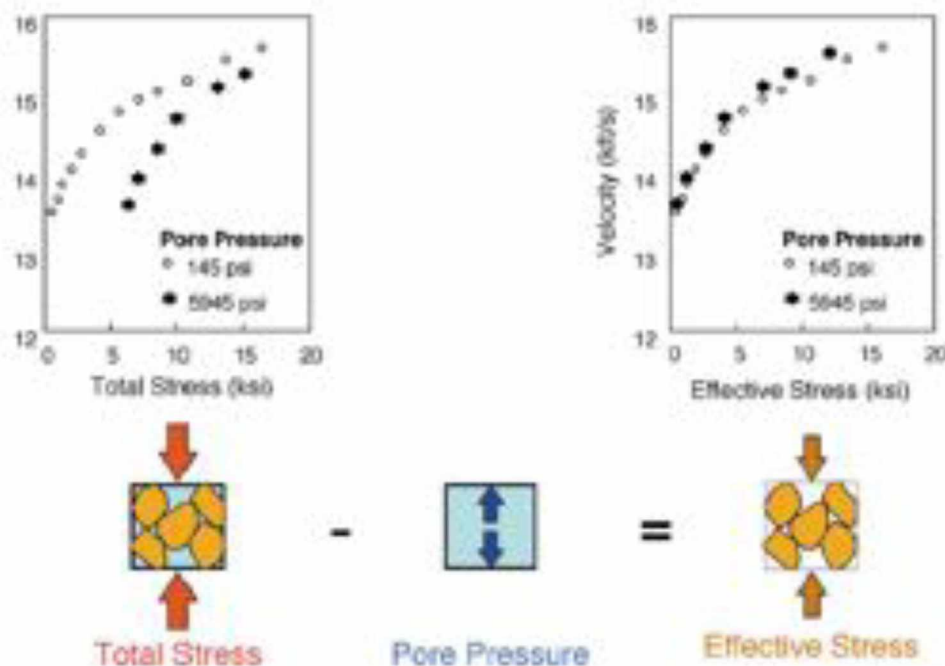 16
15
14
13
12
Pore Pressure
145 psi
5945 psi
0 5 10 15 20
Total Stress (ksi)
16
15
14
13
12
Velocity (kft/s)
Pore Pressure
145 psi
5945 psi
0 5 10 15 20
Effective Stress (ksi)
-
=
Total Stress
Pore Pressure
Effective Stress